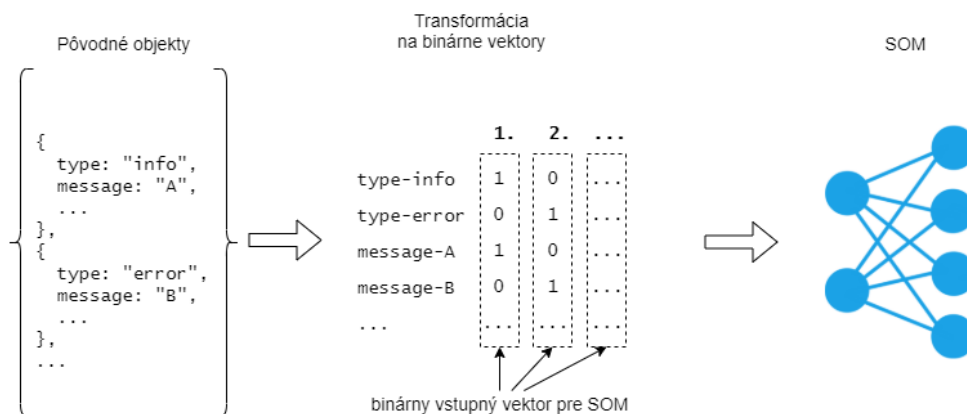 Pôvodné objekty
{
type: "info",
message: "A",
...
},
{
type: "error",
message: "B",
...
},
...
Transformácia
na binárne vektory
1. 2. ...
type-info 1 0 ...
type-error 0 1 ...
message-A 1 0 ...
message-B 0 1 ...
... ... ... ...
binárny vstupný vektor pre SOM
SOM